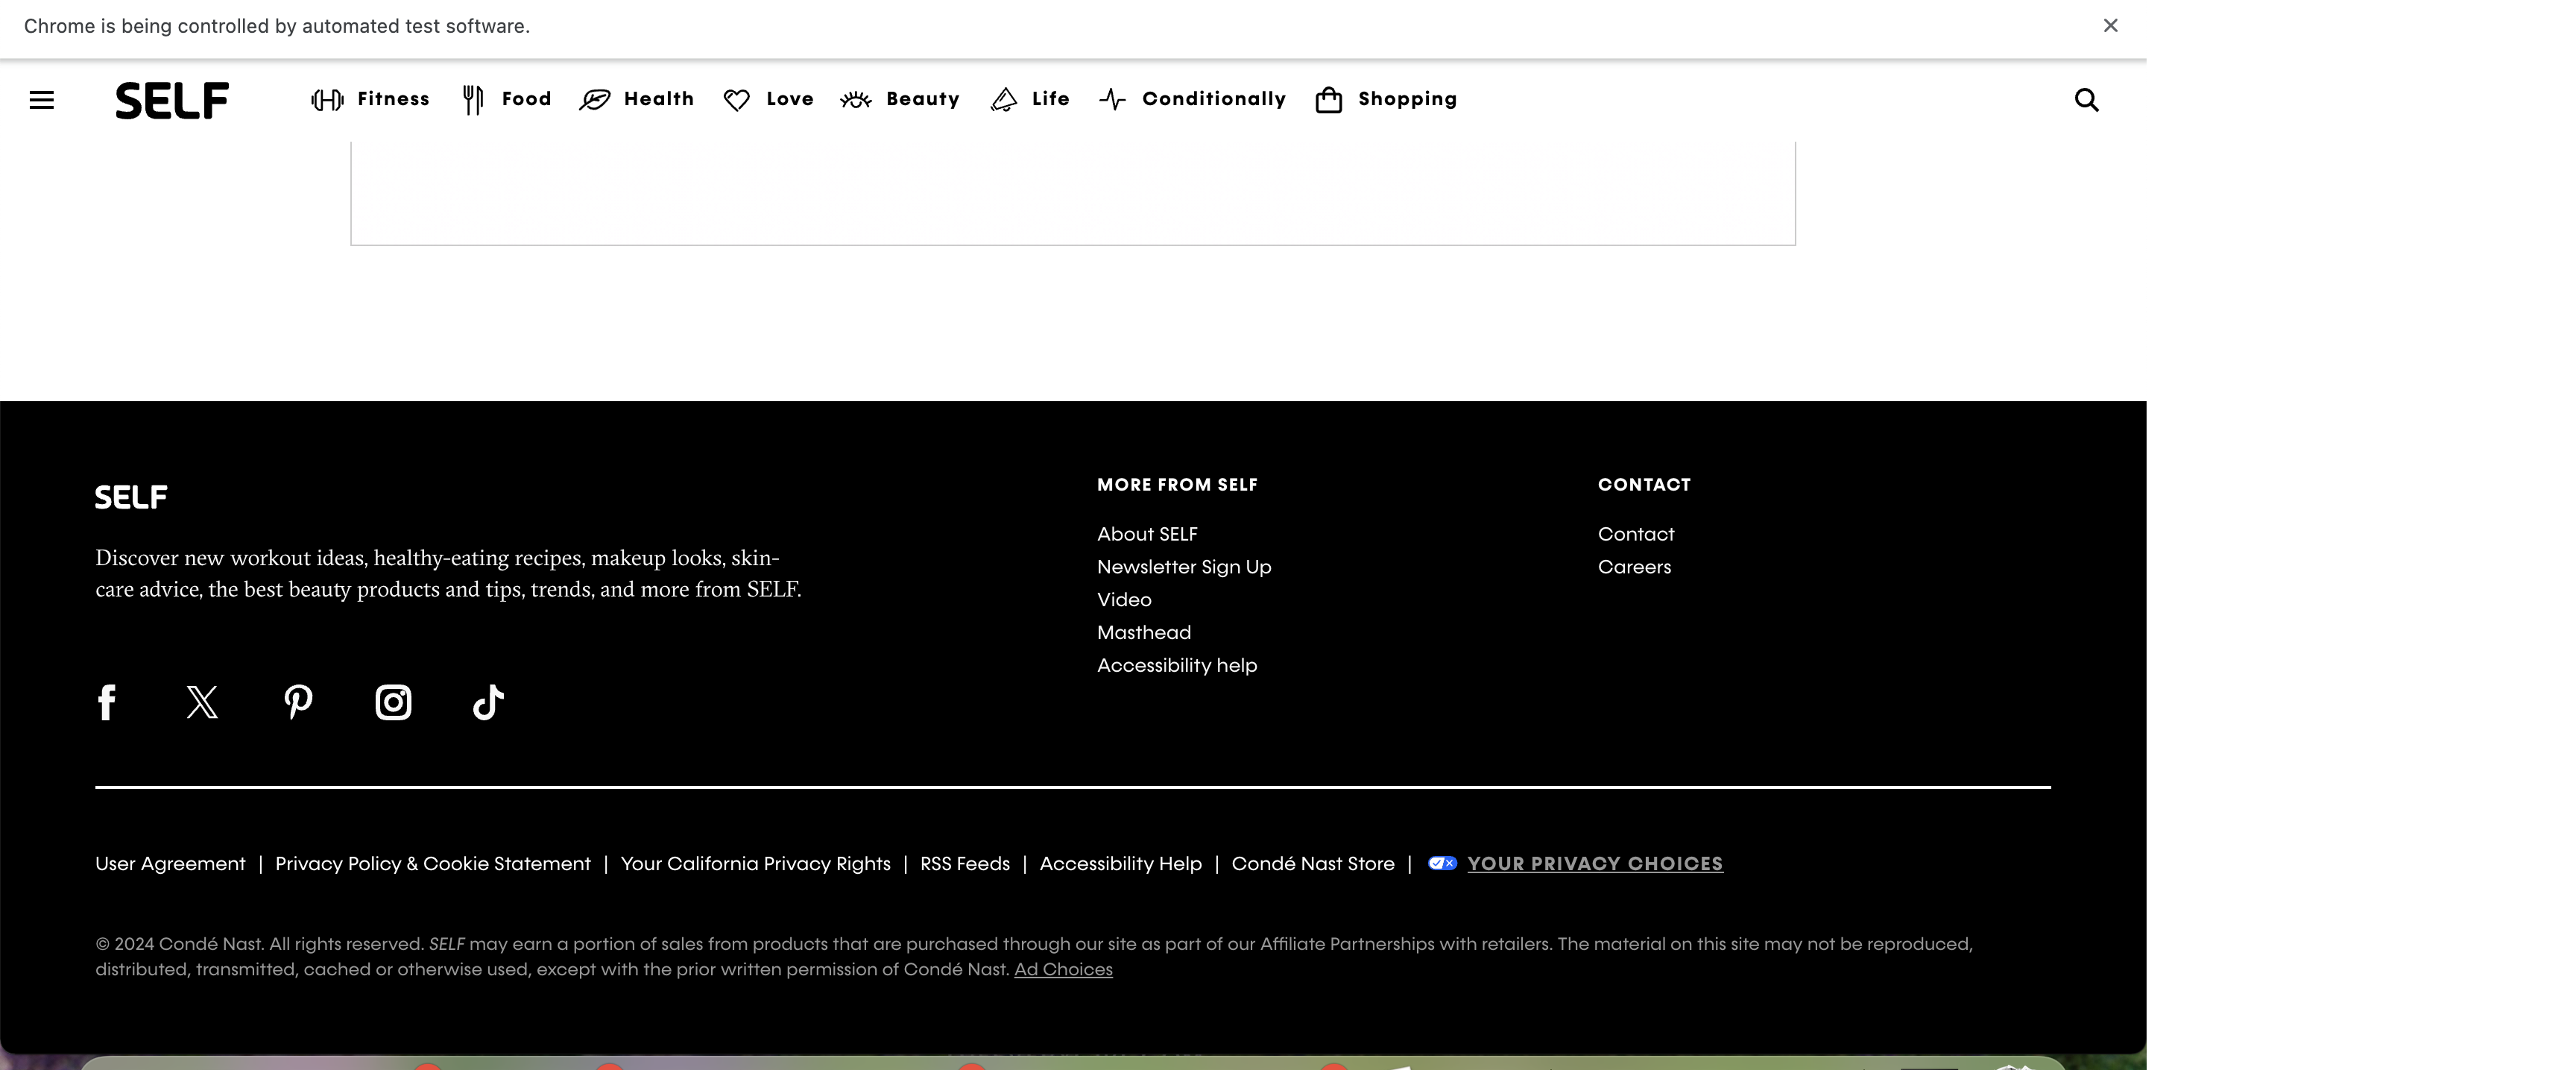 Chrome is being controlled by automated test software.
SELF Fitness Food Health Love Beauty Life Conditionally Shopping
SELF
Discover new workout ideas, healthy-eating recipes, makeup looks, skin-
care advice, the best beauty products and tips, trends, and more from SELF.
MORE FROM SELF
About SELF
Newsletter Sign Up
Video
Masthead
Accessibility help
CONTACT
Contact
Careers
User Agreement | Privacy Policy & Cookie Statement | Your California Privacy Rights | RSS Feeds | Accessibility Help | Condé Nast Store | YOUR PRIVACY CHOICES
© 2024 Condé Nast. All rights reserved. SELF may earn a portion of sales from products that are purchased through our site as part of our Affiliate Partnerships with retailers. The material on this site may not be reproduced,
distributed, transmitted, cached or otherwise used, except with the prior written permission of Condé Nast. Ad Choices